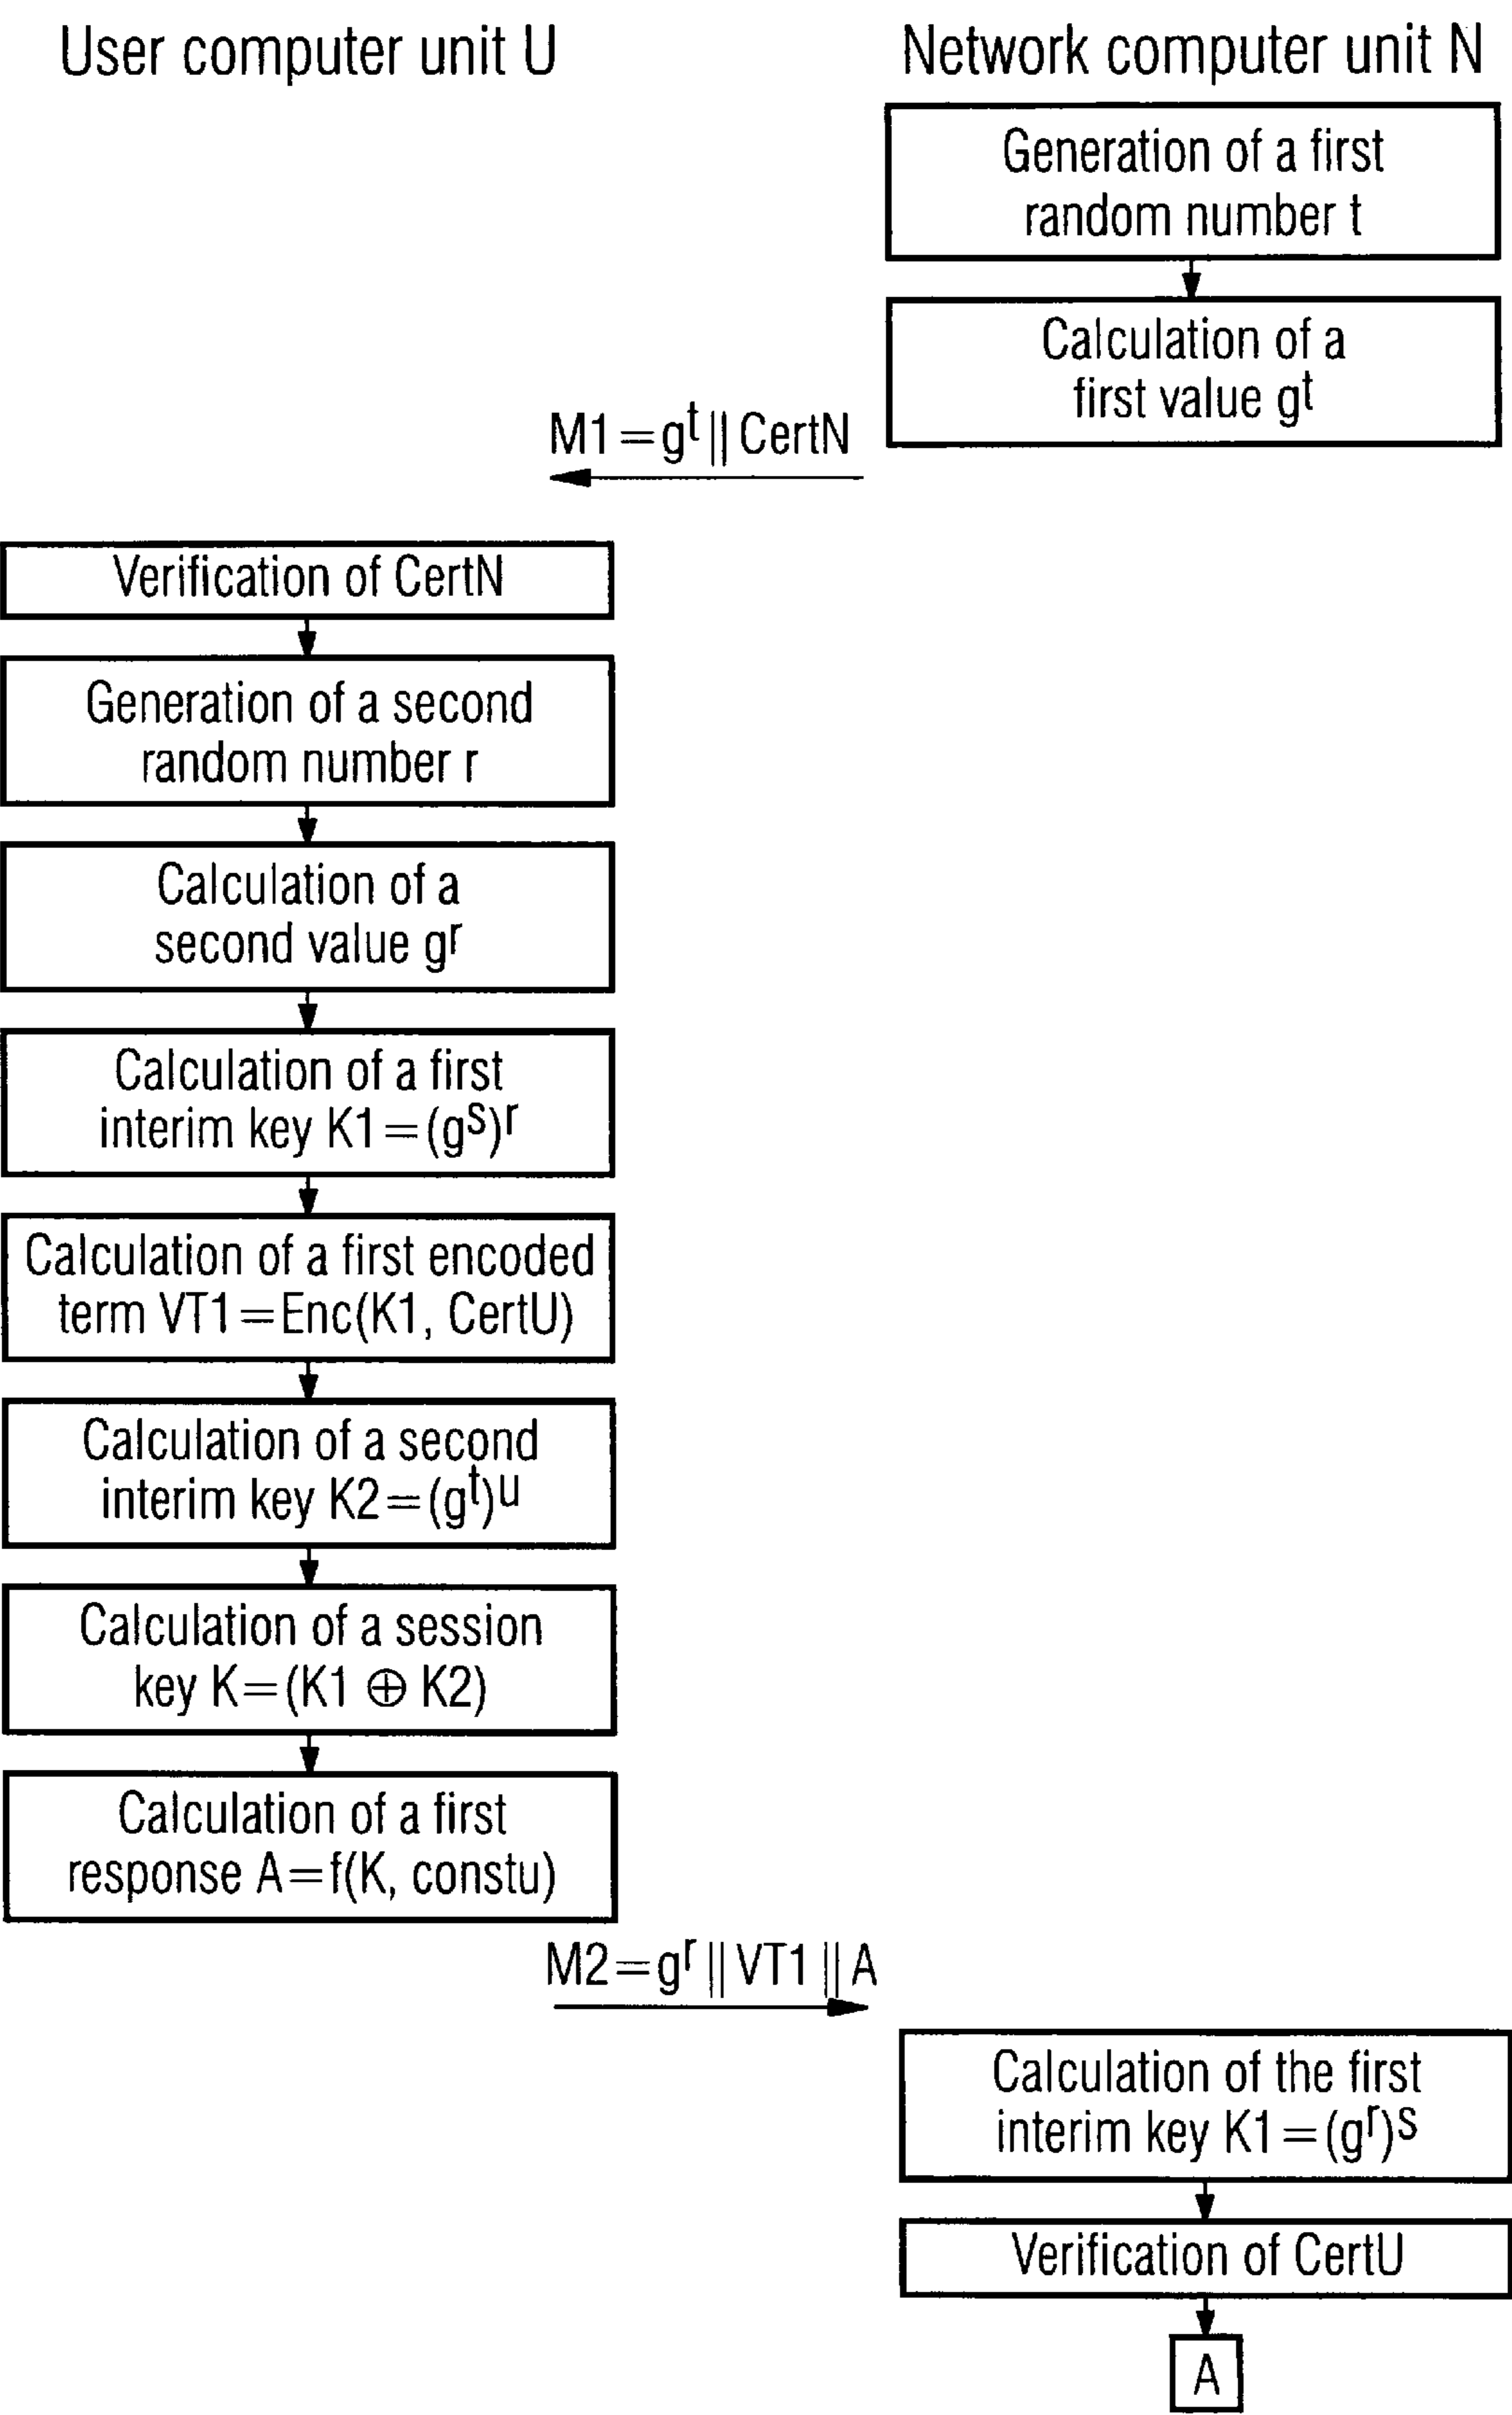 User computer unit U
Network computer unit N
Generation of a first
random number t
Calculation of a
first value gᵗ
M1=gᵗ||CertN
Verification of CertN
Generation of a second
random number r
Calculation of a
second value gʳ
Calculation of a first
interim key K1=(gˢ)ʳ
Calculation of a first encoded
term VT1=Enc(K1, CertU)
Calculation of a second
interim key K2=(gᵗ)ᵘ
Calculation of a session
key K=(K1 ⊕ K2)
Calculation of a first
response A=f(K, constu)
M2=gʳ||VT1||A
Calculation of the first
interim key K1=(gʳ)ˢ
Verification of CertU
A